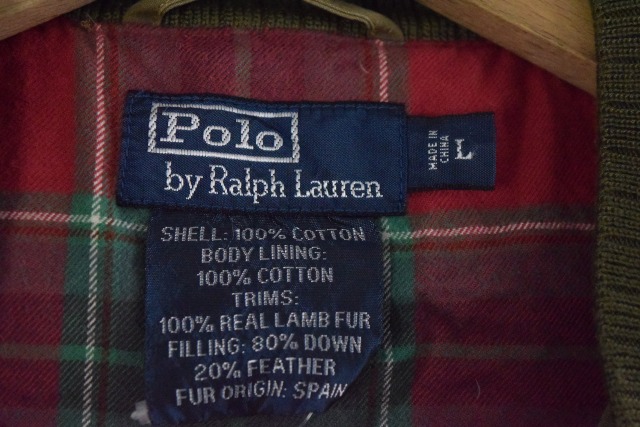 Polo
by Ralph Lauren
MADE IN
CHINA
L
SHELL: 100% COTTON
BODY LINING:
100% COTTON
TRIMS:
100% REAL LAMB FUR
FILLING: 80% DOWN
20% FEATHER
FUR ORIGIN: SPAIN